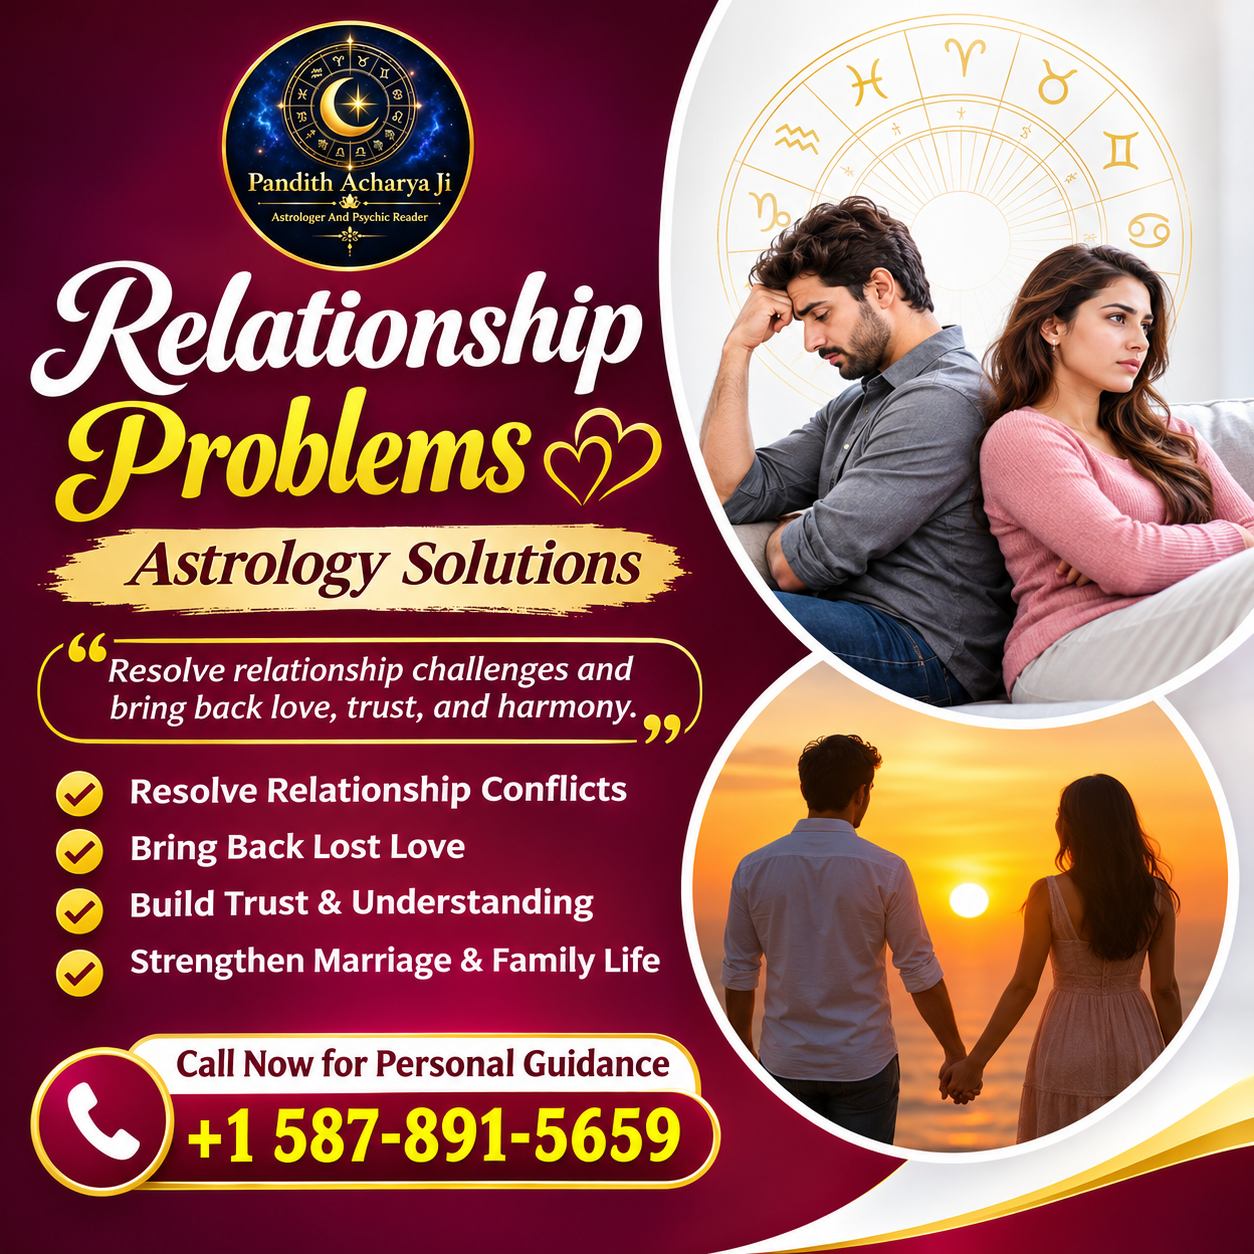 Pandith Acharya Ji
Astrologer And Psychic Reader
Relationship
Problems
Astrology Solutions
“Resolve relationship challenges and
bring back love, trust, and harmony.”
Resolve Relationship Conflicts
Bring Back Lost Love
Build Trust & Understanding
Strengthen Marriage & Family Life
Call Now for Personal Guidance
+1 587-891-5659